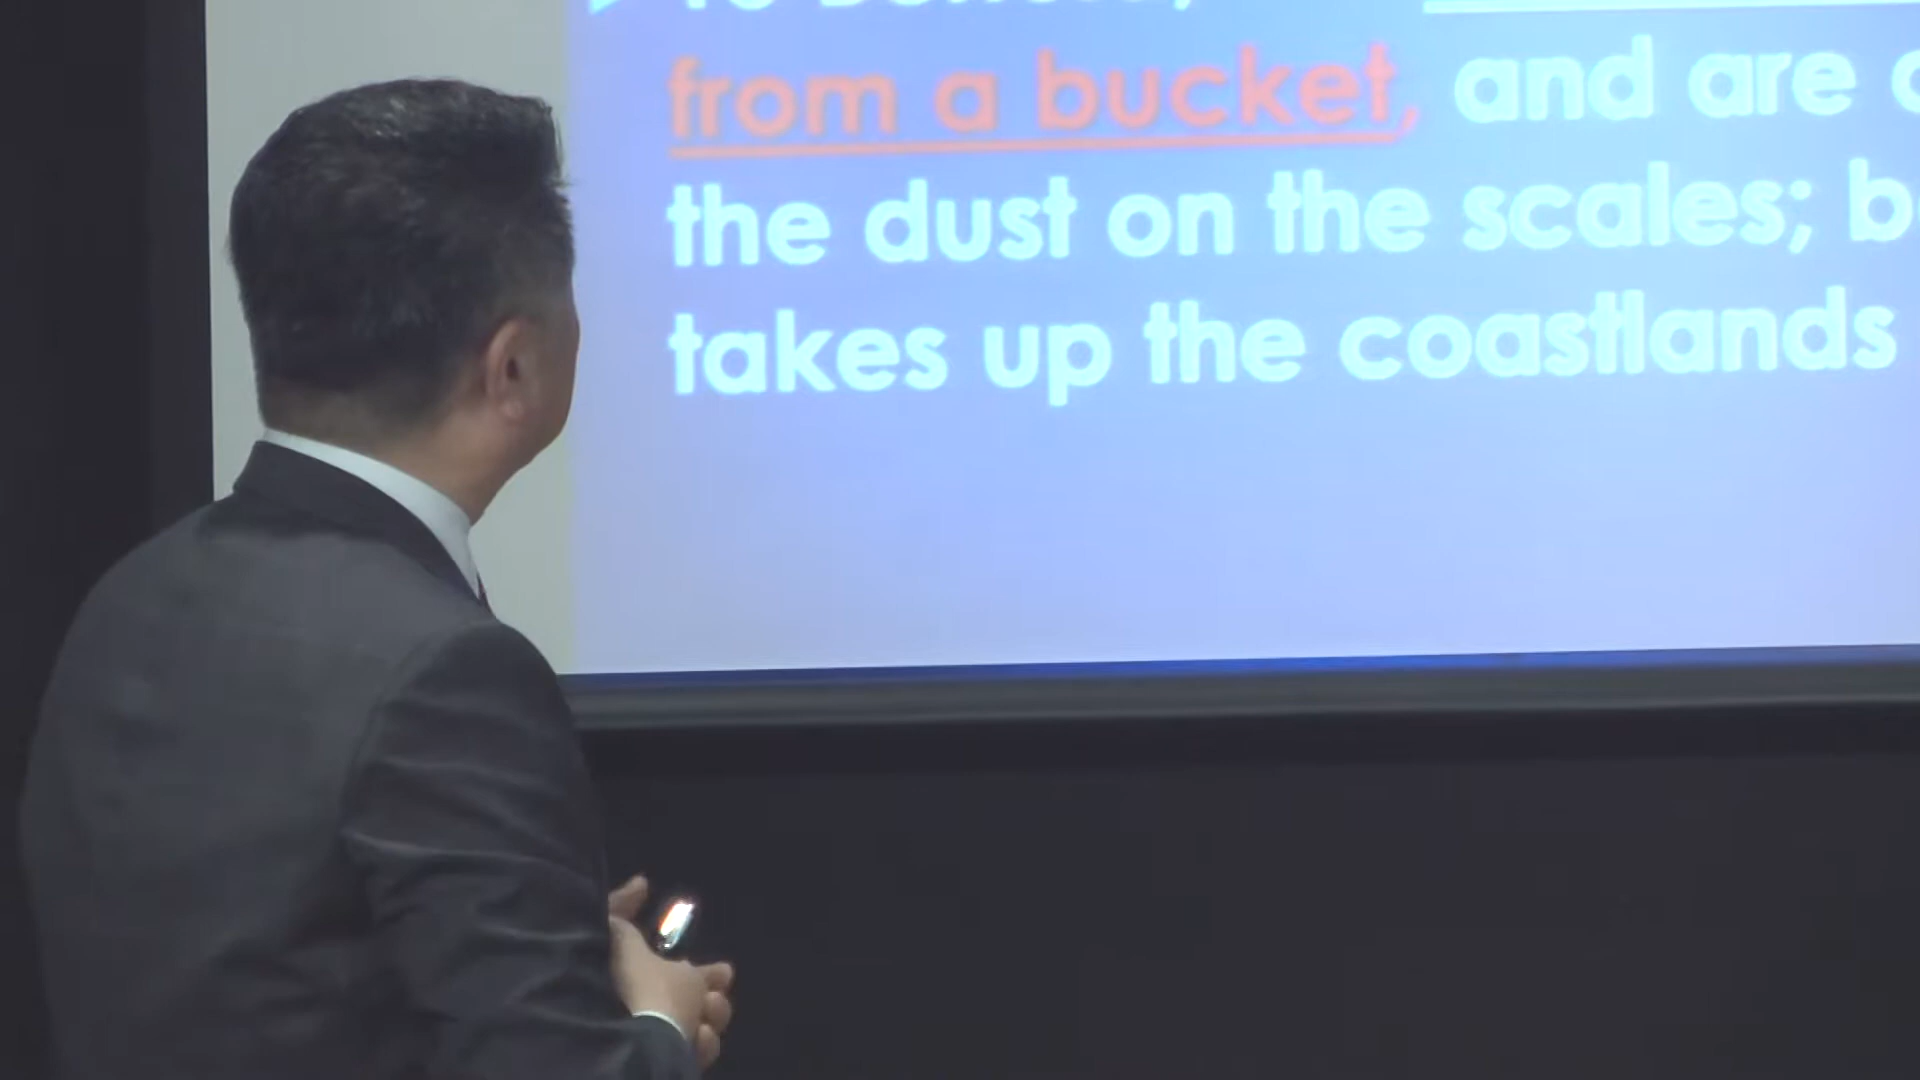 from a bucket, and are
the dust on the scales; b
takes up the coastlands